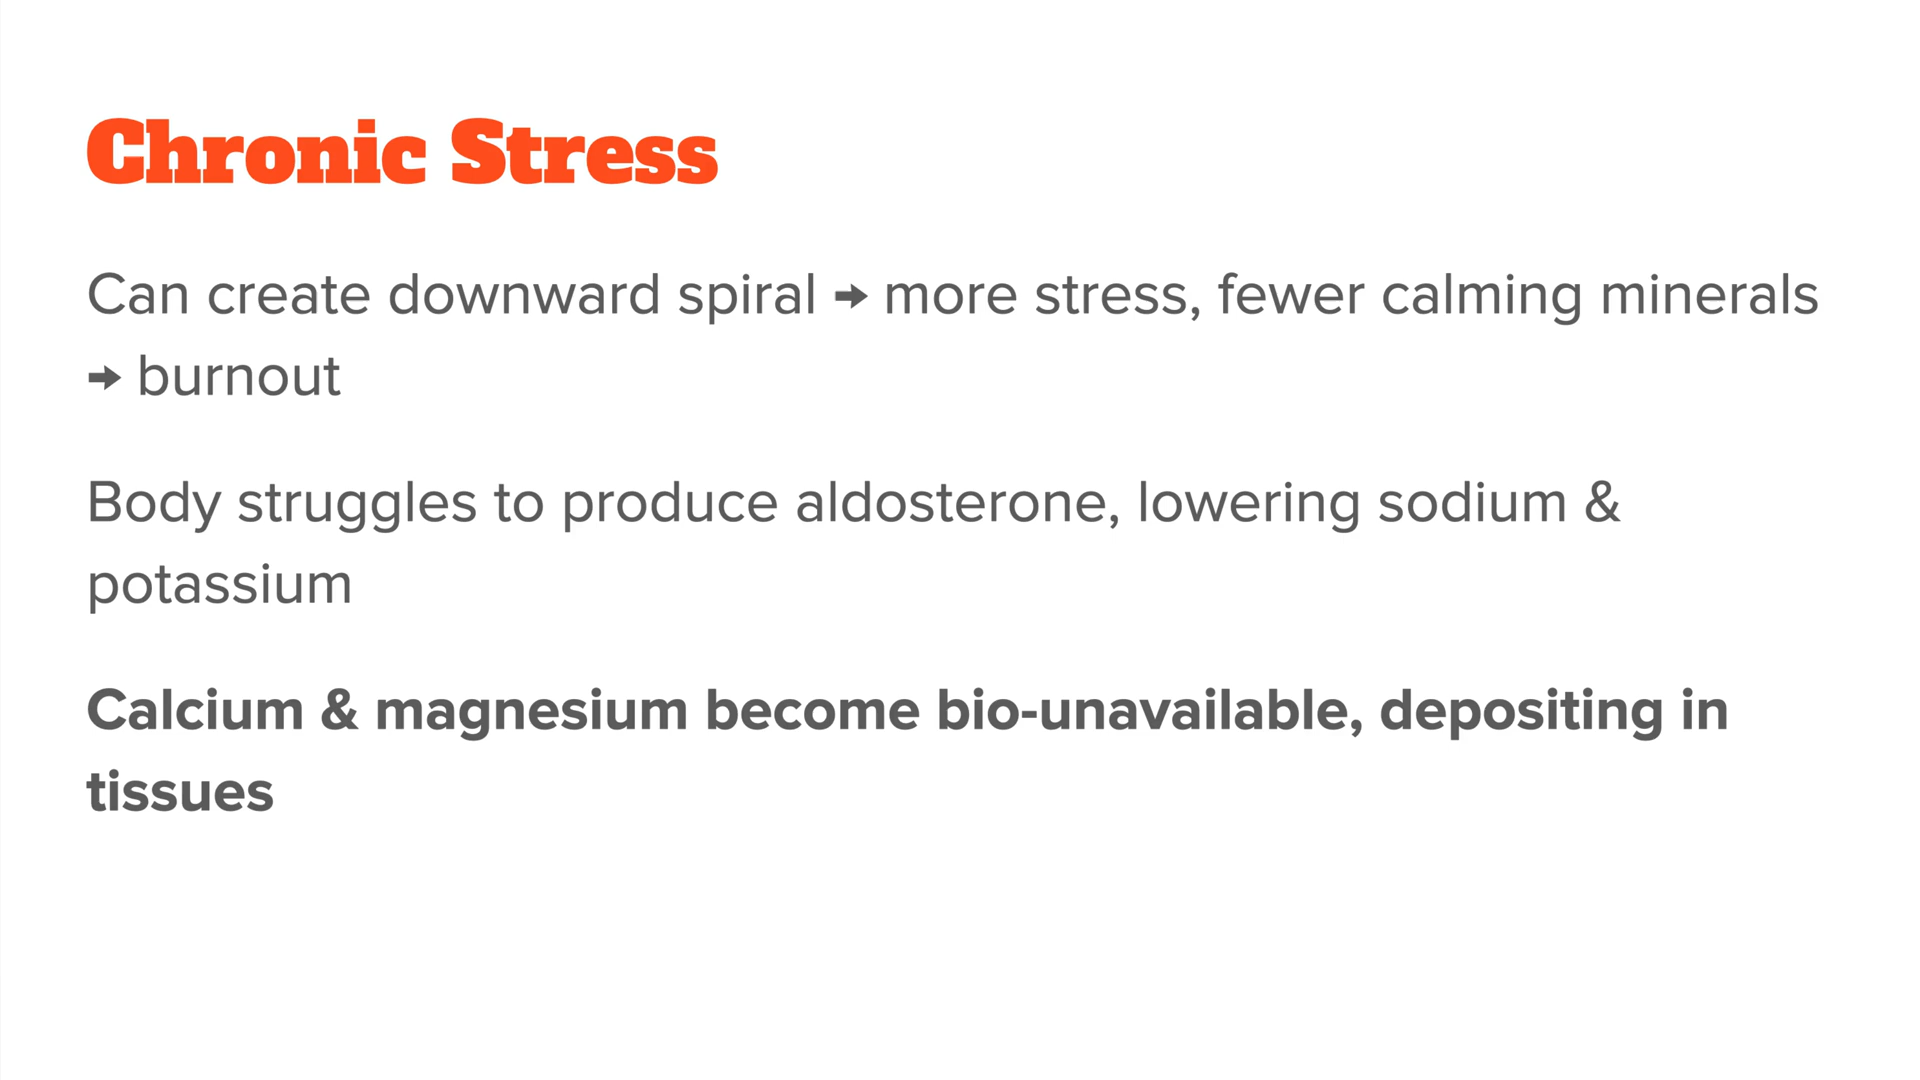 Chronic Stress
Can create downward spiral → more stress, fewer calming minerals
→ burnout
Body struggles to produce aldosterone, lowering sodium &
potassium
Calcium & magnesium become bio-unavailable, depositing in
tissues